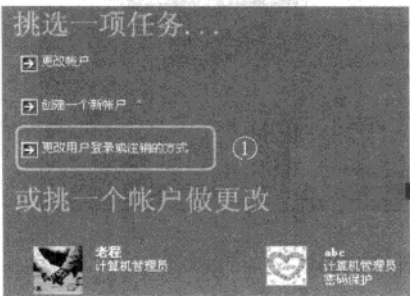 挑选一项任务...
更改帐户
创建一个新帐户
更改用户登录或注销的方式
①
或挑一个帐户做更改
老程
计算机管理员
abc
计算机管理员
密码保护